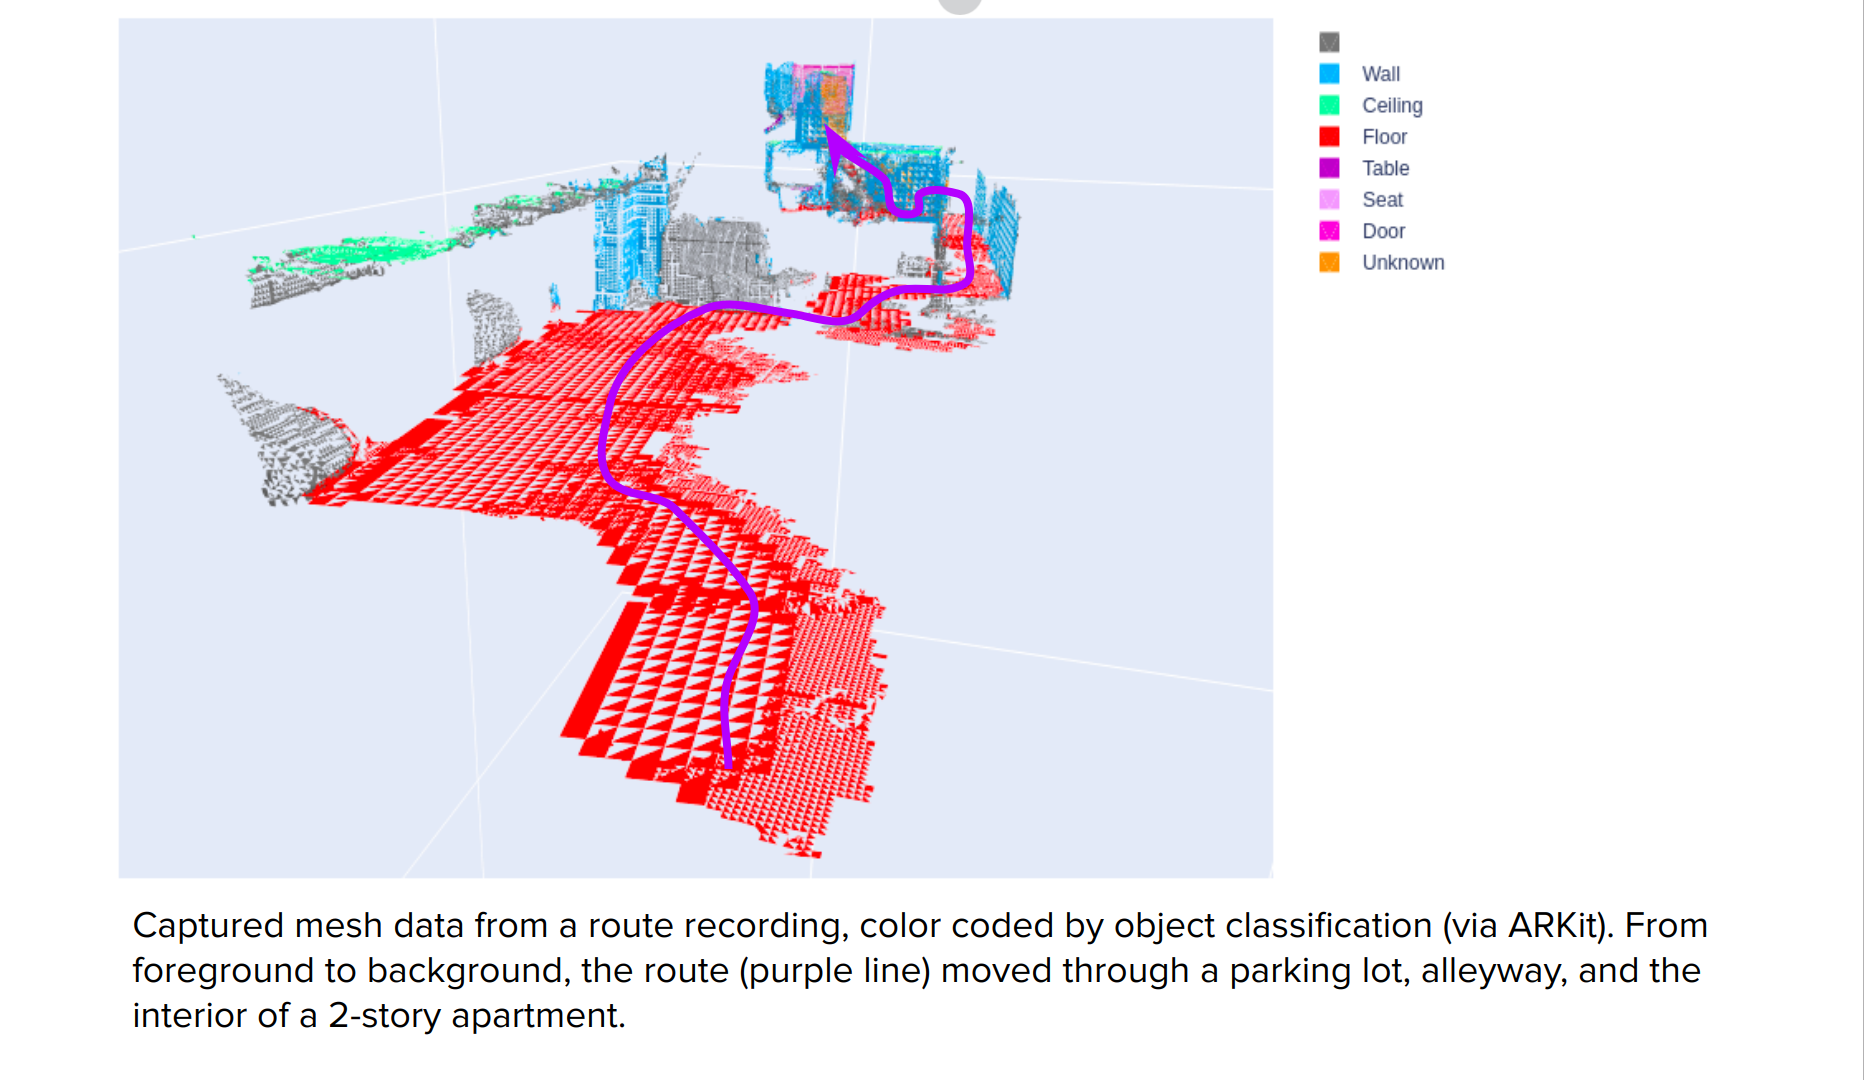 Wall
Ceiling
Floor
Table
Seat
Door
Unknown
Captured mesh data from a route recording, color coded by object classification (via ARKit). From
foreground to background, the route (purple line) moved through a parking lot, alleyway, and the
interior of a 2-story apartment.